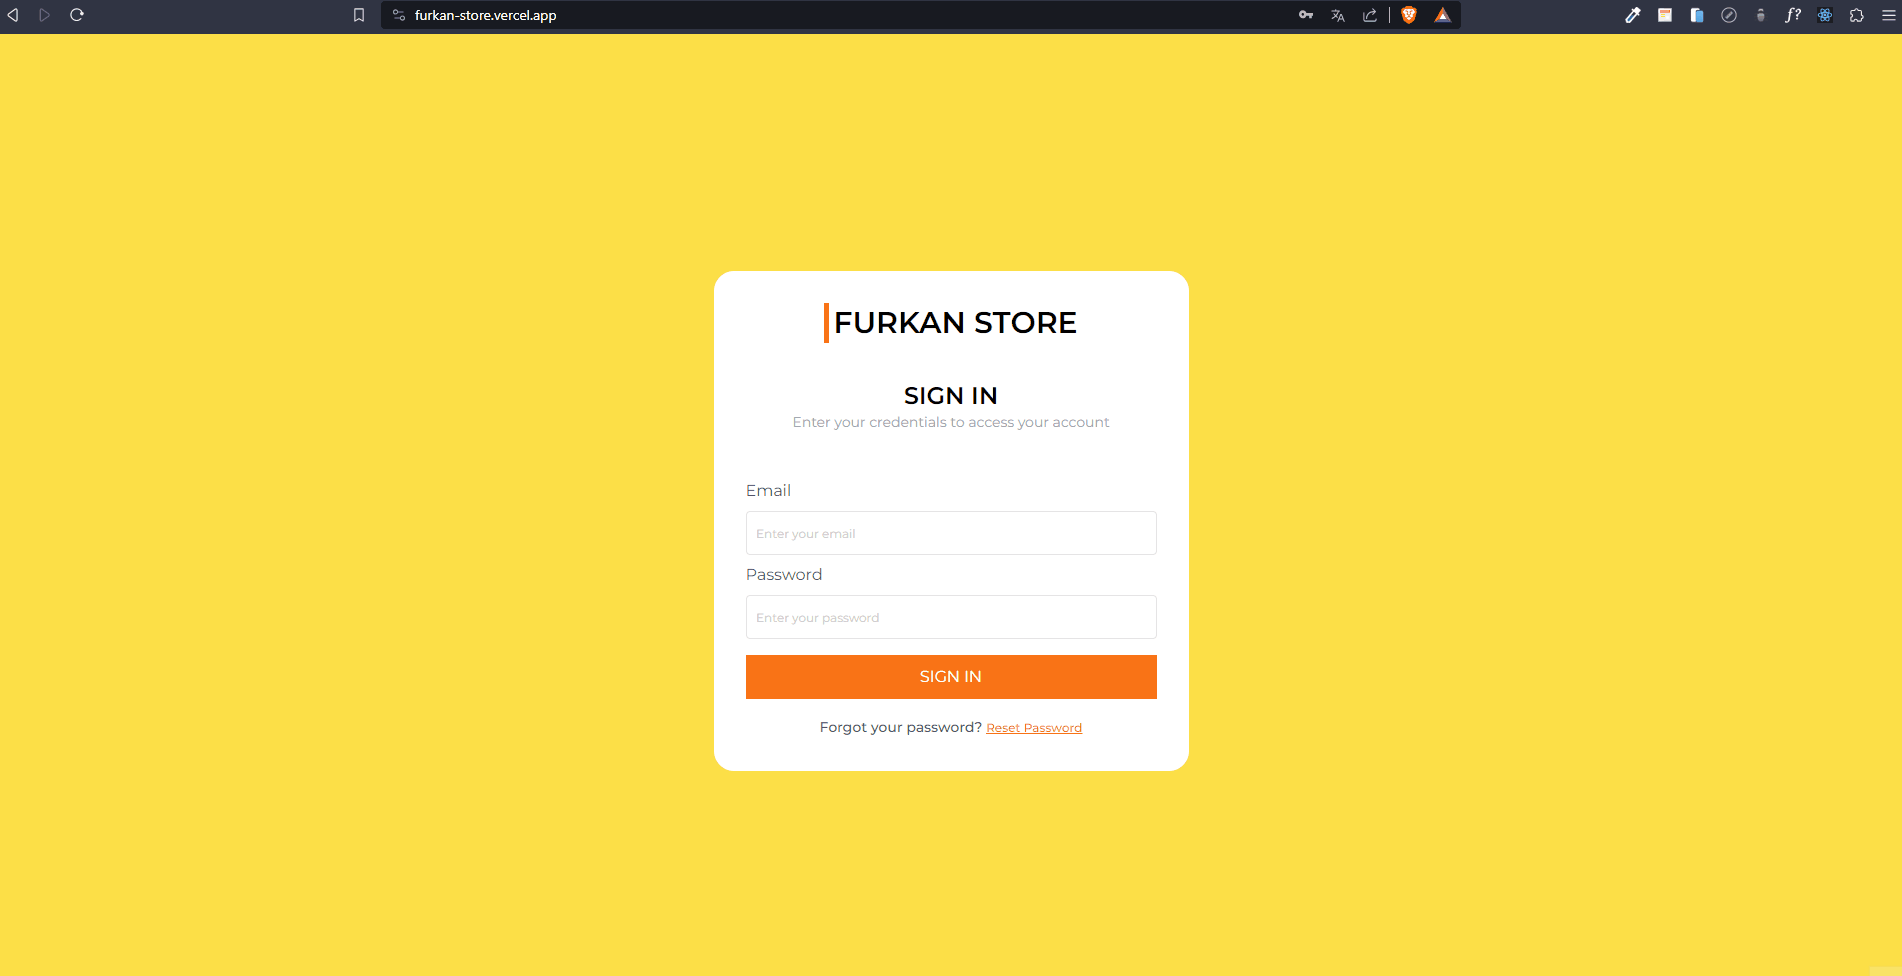 furkan-store.vercel.app
f?
FURKAN STORE
SIGN IN
Enter your credentials to access your account
Email
Enter your email
Password
Enter your password
SIGN IN
Forgot your password? Reset Password